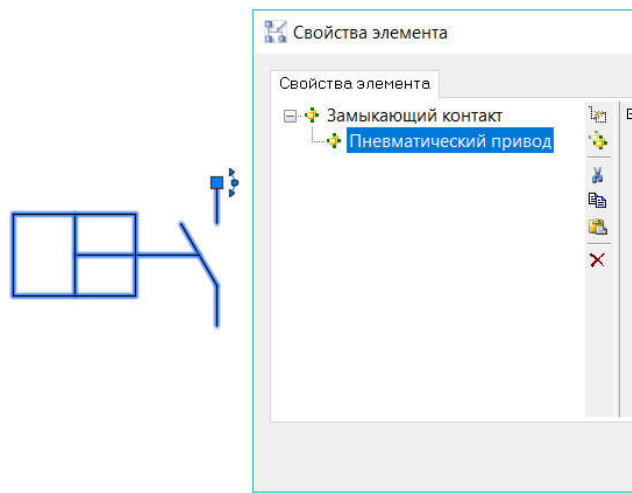 Свойства элемента
Свойства элемента
Замыкающий контакт
Пневматический привод